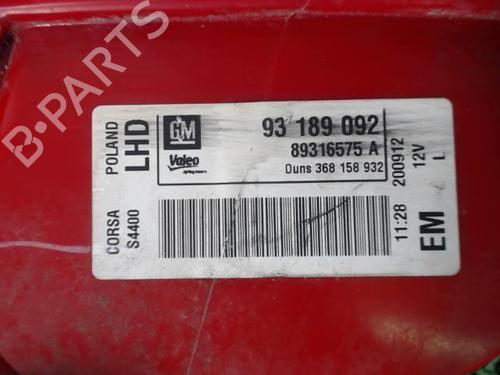 B-PARTS
POLAND
LHD
GM
Valeo
93 189 092
89316575 A
Duns 368 158 932
200912
12V
L
CORSA
S4400
11:28
EM